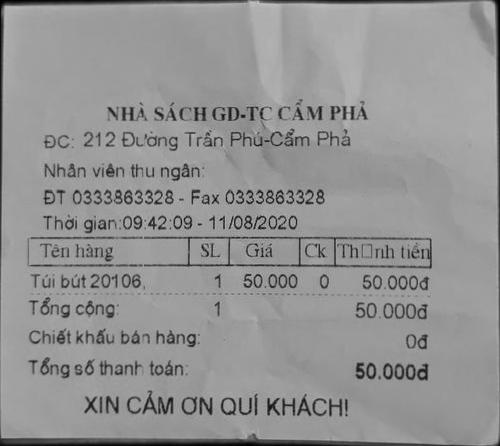 NHÀ SÁCH GD-TC CẨM PHẢ
ĐC: 212 Đường Trần Phú-Cẩm Phả
Nhân viên thu ngân:
ĐT 0333863328 - Fax 0333863328
Thời gian:09:42:09 - 11/08/2020
Tên hàng SL Giá Ck Th□nh tiền
Túi bút 20106, 1 50.000 0 50.000đ
Tổng cộng: 1 50.000đ
Chiết khấu bán hàng: 0đ
Tổng số thanh toán: 50.000đ
XIN CẢM ƠN QUÍ KHÁCH!